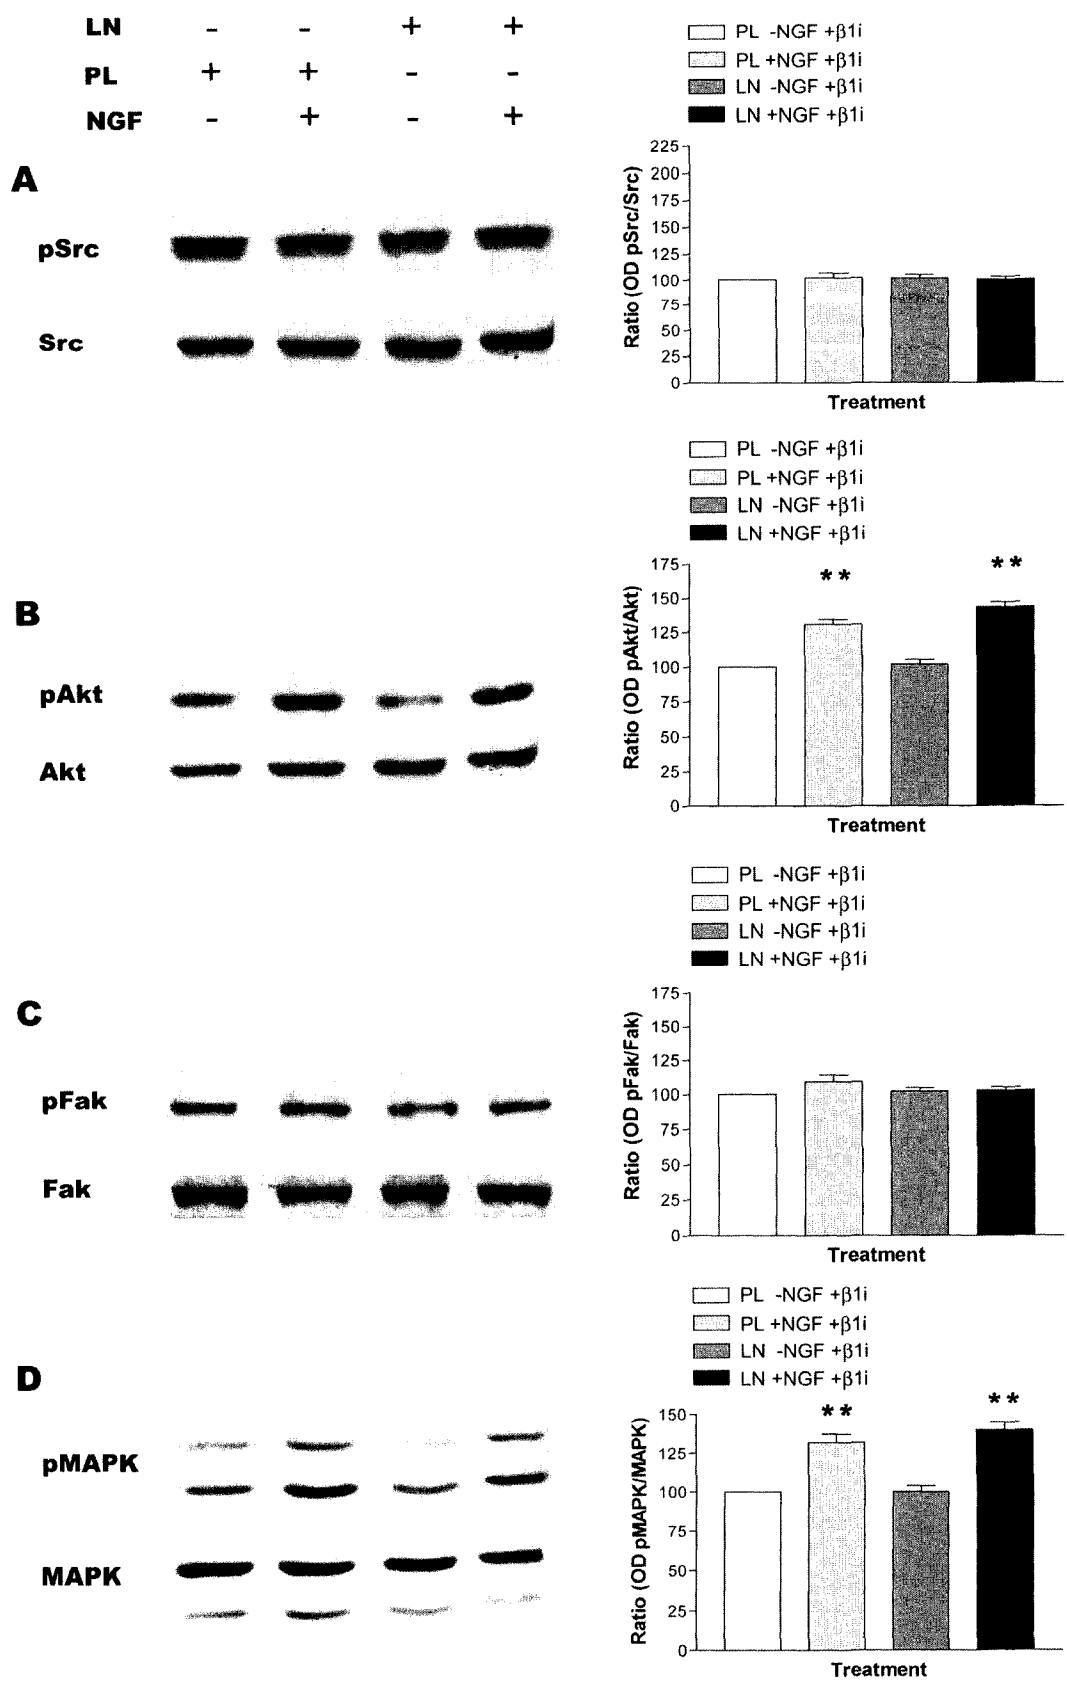 LN - - + +
PL + + - -
NGF - + - +
PL -NGF +β1i
PL +NGF +β1i
LN -NGF +β1i
LN +NGF +β1i
A
pSrc
Src
Ratio (OD pSrc/Src)
225
200
175
150
125
100
75
50
25
0
Treatment
PL -NGF +β1i
PL +NGF +β1i
LN -NGF +β1i
LN +NGF +β1i
B
pAkt
Akt
Ratio (OD pAkt/Akt)
175
150
125
100
75
50
25
0
** **
Treatment
PL -NGF +β1i
PL +NGF +β1i
LN -NGF +β1i
LN +NGF +β1i
C
pFak
Fak
Ratio (OD pFak/Fak)
175
150
125
100
75
50
25
0
Treatment
PL -NGF +β1i
PL +NGF +β1i
LN -NGF +β1i
LN +NGF +β1i
D
pMAPK
MAPK
Ratio (OD pMAPK/MAPK)
150
125
100
75
50
25
0
** **
Treatment